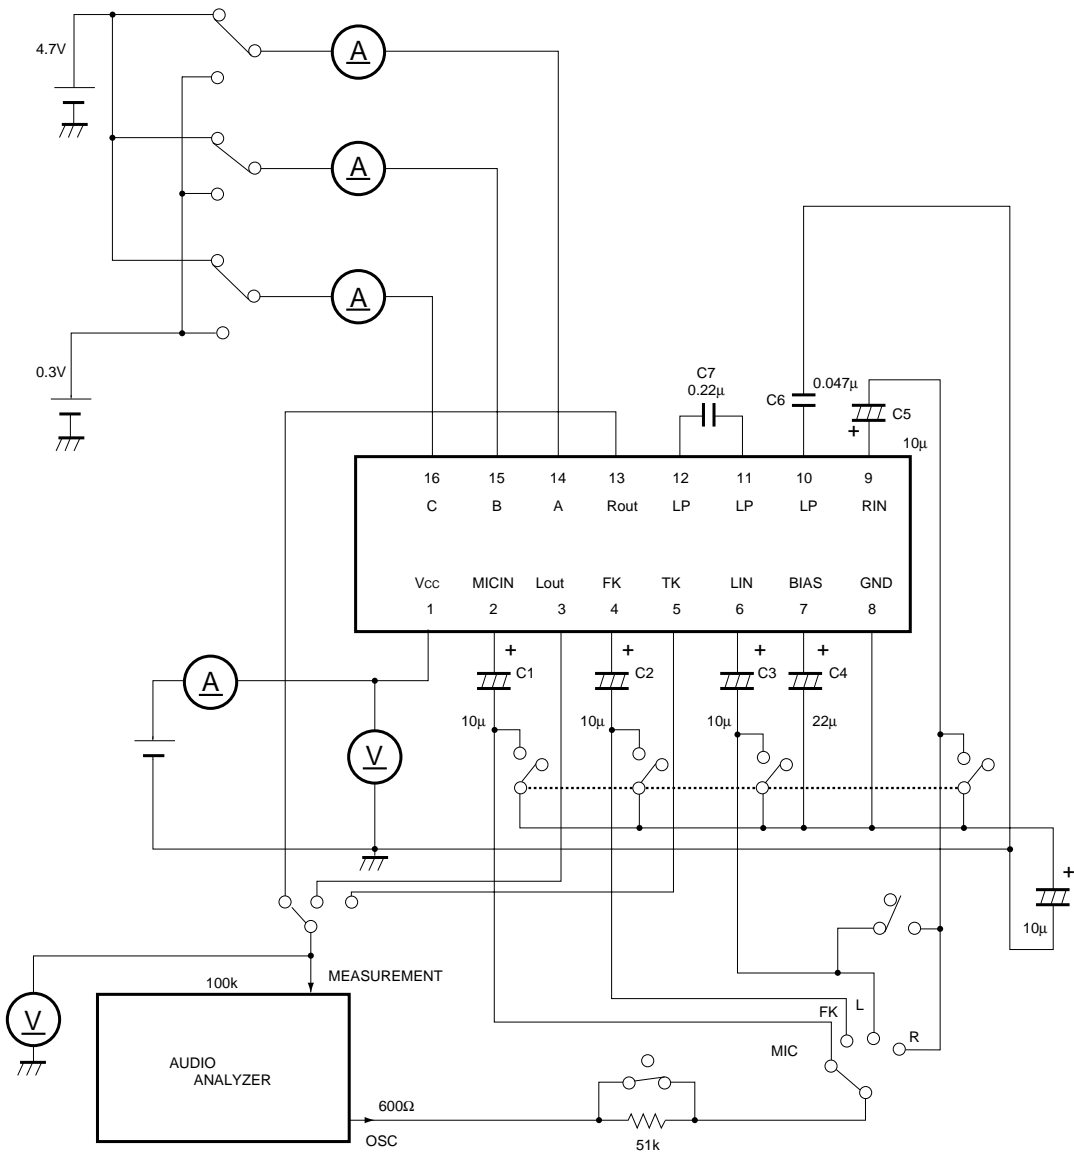 4.7V
A
A
A
0.3V
C7
0.22μ
C6
0.047μ
C5
+
10μ
16 15 14 13 12 11 10 9
C B A Rout LP LP LP RIN
Vcc MICIN Lout FK TK LIN BIAS GND
1 2 3 4 5 6 7 8
+ + + +
A
C1 C2 C3 C4
10μ 10μ 10μ 22μ
V
+
10μ
MEASUREMENT
100k
V
FK L
R
MIC
AUDIO
ANALYZER
600Ω
OSC
51k